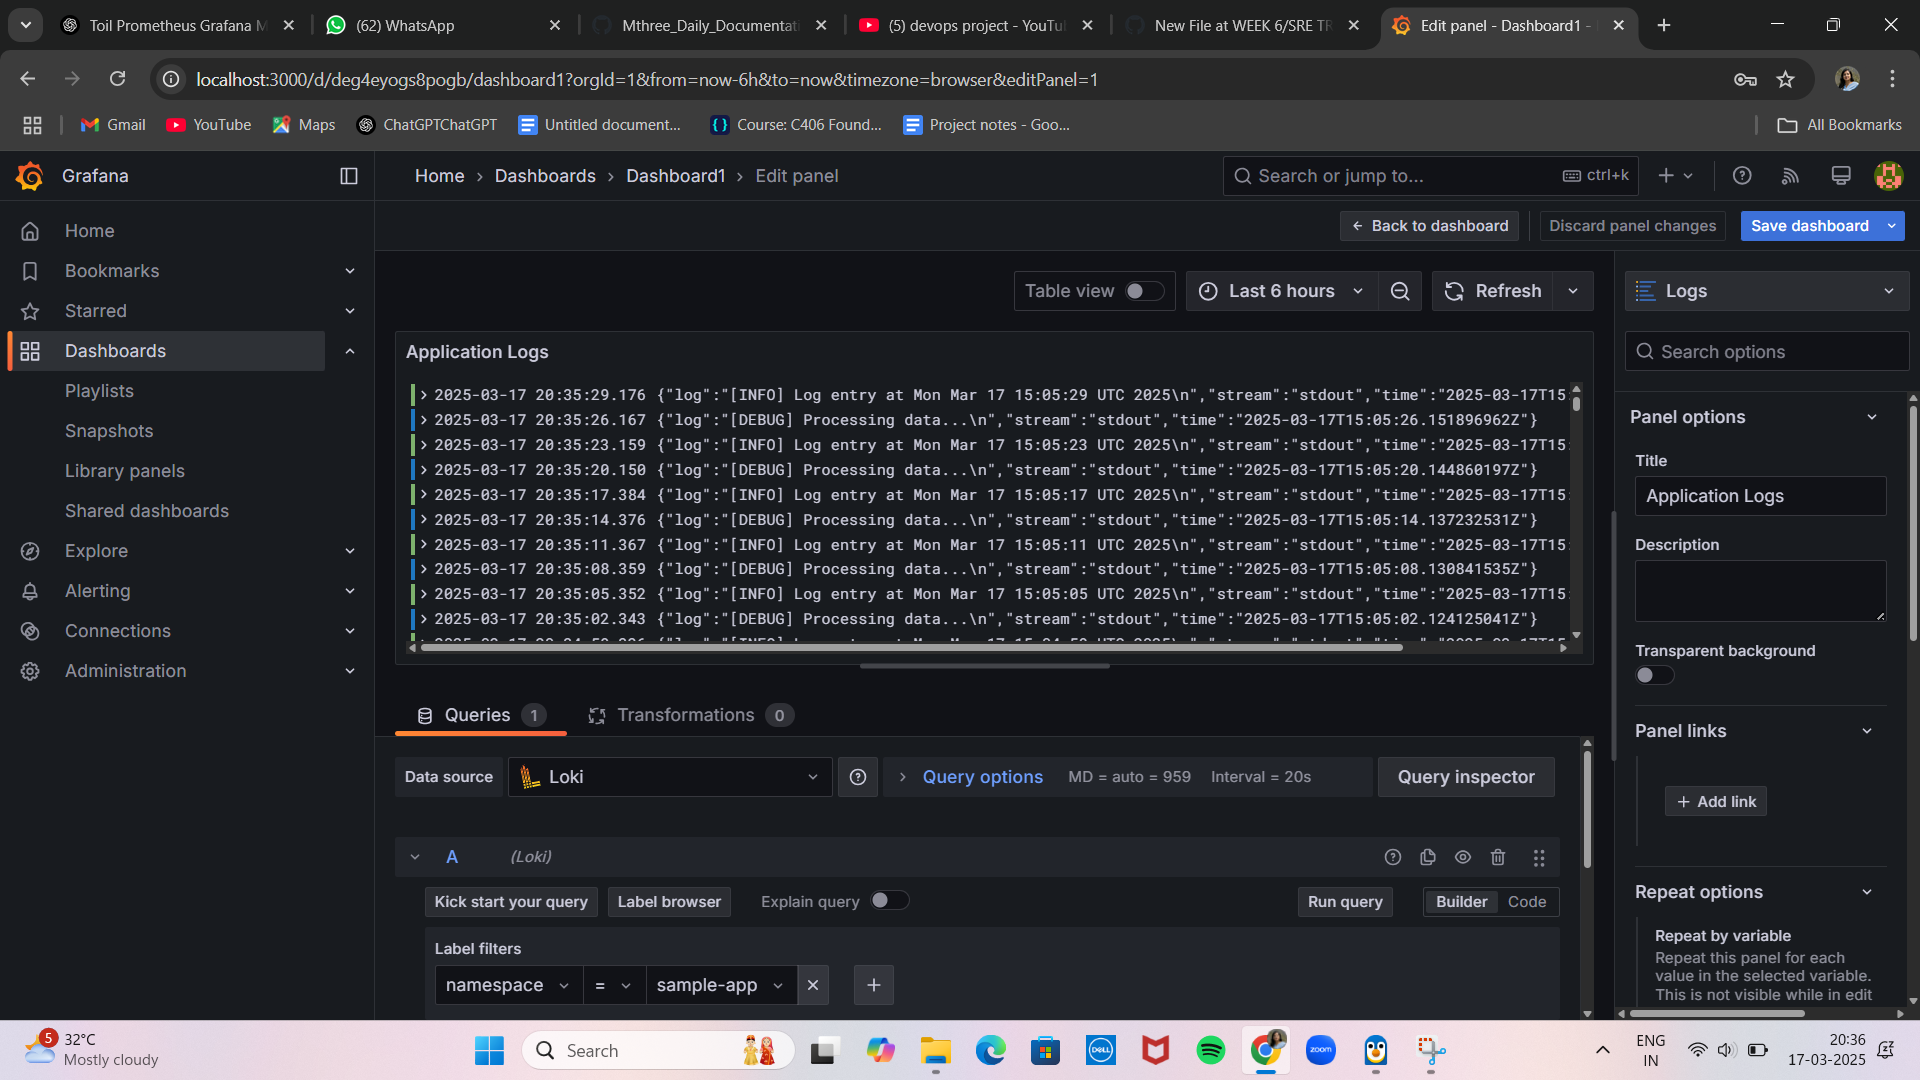 Toil Prometheus Grafana M
(62) WhatsApp
Mthree_Daily_Documentat
(5) devops project - YouTu
New File at WEEK 6/SRE TR
Edit panel - Dashboard1 -
localhost:3000/d/deg4eyogs8pogb/dashboard1?orgId=1&from=now-6h&to=now&timezone=browser&editPanel=1
Gmail
YouTube
Maps
ChatGPTChatGPT
Untitled document...
Course: C406 Found...
Project notes - Goo...
All Bookmarks
Grafana
Home › Dashboards › Dashboard1 › Edit panel
Search or jump to...
ctrl+k
Home
Bookmarks
Starred
Dashboards
Playlists
Snapshots
Library panels
Shared dashboards
Explore
Alerting
Connections
Administration
Back to dashboard
Discard panel changes
Save dashboard
Table view
Last 6 hours
Refresh
Application Logs
2025-03-17 20:35:29.176 {"log":"[INFO] Log entry at Mon Mar 17 15:05:29 UTC 2025\n","stream":"stdout","time":"2025-03-17T15:
2025-03-17 20:35:26.167 {"log":"[DEBUG] Processing data...\n","stream":"stdout","time":"2025-03-17T15:05:26.151896962Z"}
2025-03-17 20:35:23.159 {"log":"[INFO] Log entry at Mon Mar 17 15:05:23 UTC 2025\n","stream":"stdout","time":"2025-03-17T15:
2025-03-17 20:35:20.150 {"log":"[DEBUG] Processing data...\n","stream":"stdout","time":"2025-03-17T15:05:20.144860197Z"}
2025-03-17 20:35:17.384 {"log":"[INFO] Log entry at Mon Mar 17 15:05:17 UTC 2025\n","stream":"stdout","time":"2025-03-17T15:
2025-03-17 20:35:14.376 {"log":"[DEBUG] Processing data...\n","stream":"stdout","time":"2025-03-17T15:05:14.137232531Z"}
2025-03-17 20:35:11.367 {"log":"[INFO] Log entry at Mon Mar 17 15:05:11 UTC 2025\n","stream":"stdout","time":"2025-03-17T15:
2025-03-17 20:35:08.359 {"log":"[DEBUG] Processing data...\n","stream":"stdout","time":"2025-03-17T15:05:08.130841535Z"}
2025-03-17 20:35:05.352 {"log":"[INFO] Log entry at Mon Mar 17 15:05:05 UTC 2025\n","stream":"stdout","time":"2025-03-17T15:
2025-03-17 20:35:02.343 {"log":"[DEBUG] Processing data...\n","stream":"stdout","time":"2025-03-17T15:05:02.124125041Z"}
Queries 1
Transformations 0
Data source
Loki
Query options
MD = auto = 959
Interval = 20s
Query inspector
A
(Loki)
Kick start your query
Label browser
Explain query
Run query
Builder
Code
Label filters
namespace
=
sample-app
Logs
Search options
Panel options
Title
Application Logs
Description
Transparent background
Panel links
Add link
Repeat options
Repeat by variable
Repeat this panel for each
value in the selected variable.
This is not visible while in edit
5
32°C
Mostly cloudy
Search
DELL
zoom
ENG
IN
20:36
17-03-2025